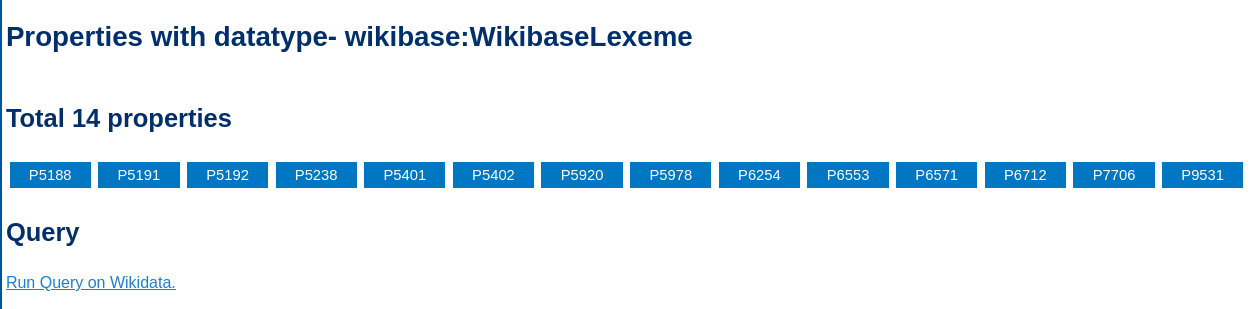 Properties with datatype- wikibase:WikibaseLexeme
Total 14 properties
P5188 P5191 P5192 P5238 P5401 P5402 P5920 P5978 P6254 P6553 P6571 P6712 P7706 P9531
Query
Run Query on Wikidata.